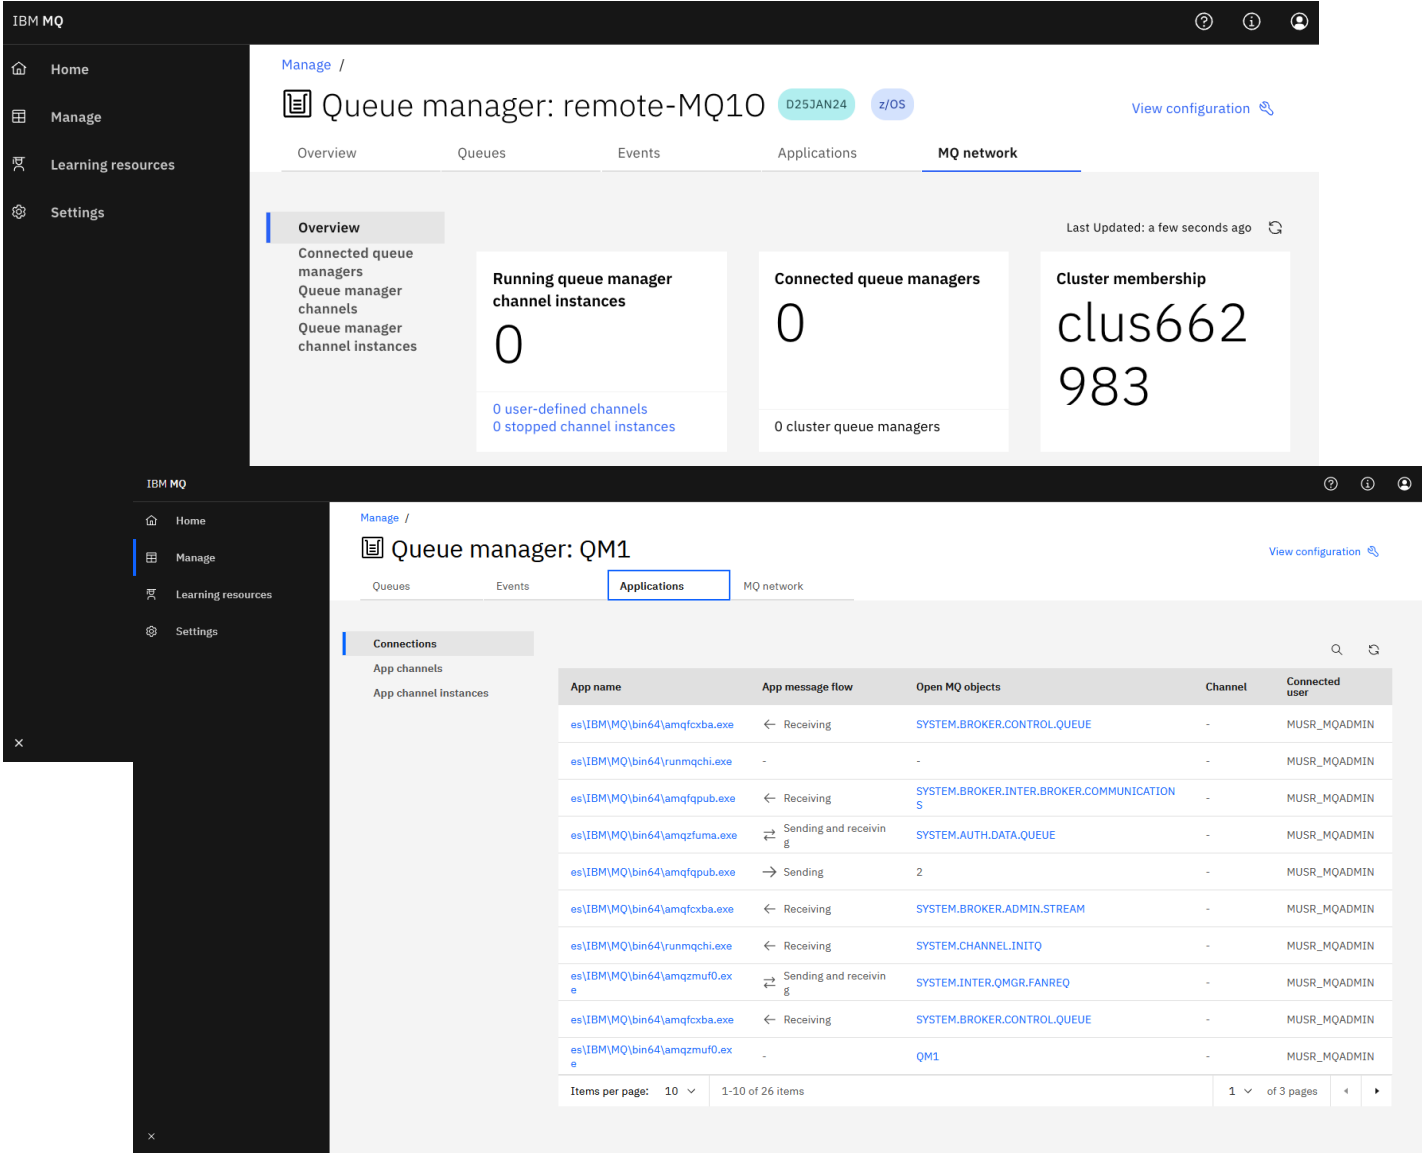 IBM MQ
Home
Manage
Learning resources
Settings
Manage /
Queue manager: remote-MQ10 D25JAN24 z/OS
View configuration
Overview Queues Events Applications MQ network
Overview
Connected queue
managers
Queue manager
channels
Queue manager
channel instances
Last Updated: a few seconds ago
Running queue manager
channel instances
0
0 user-defined channels
0 stopped channel instances
Connected queue managers
0
0 cluster queue managers
Cluster membership
clus662
983
IBM MQ
Home
Manage
Learning resources
Settings
Manage /
Queue manager: QM1
View configuration
Queues Events Applications MQ network
Connections
App channels
App channel instances
App name App message flow Open MQ objects Channel Connected
user
es\IBM\MQ\bin64\amqfcxba.exe Receiving SYSTEM.BROKER.CONTROL.QUEUE - MUSR_MQADMIN
es\IBM\MQ\bin64\runmqchi.exe - - - MUSR_MQADMIN
es\IBM\MQ\bin64\amqfqpub.exe Receiving SYSTEM.BROKER.INTER.BROKER.COMMUNICATION
S - MUSR_MQADMIN
es\IBM\MQ\bin64\amqzfuma.exe Sending and receivin
g SYSTEM.AUTH.DATA.QUEUE - MUSR_MQADMIN
es\IBM\MQ\bin64\amqfqpub.exe Sending 2 - MUSR_MQADMIN
es\IBM\MQ\bin64\amqfcxba.exe Receiving SYSTEM.BROKER.ADMIN.STREAM - MUSR_MQADMIN
es\IBM\MQ\bin64\runmqchi.exe Receiving SYSTEM.CHANNEL.INITQ - MUSR_MQADMIN
es\IBM\MQ\bin64\amqzmuf0.ex
e Sending and receivin
g SYSTEM.INTER.QMGR.FANREQ - MUSR_MQADMIN
es\IBM\MQ\bin64\amqfcxba.exe Receiving SYSTEM.BROKER.CONTROL.QUEUE - MUSR_MQADMIN
es\IBM\MQ\bin64\amqzmuf0.ex
e - QM1 - MUSR_MQADMIN
Items per page: 10 1-10 of 26 items 1 of 3 pages